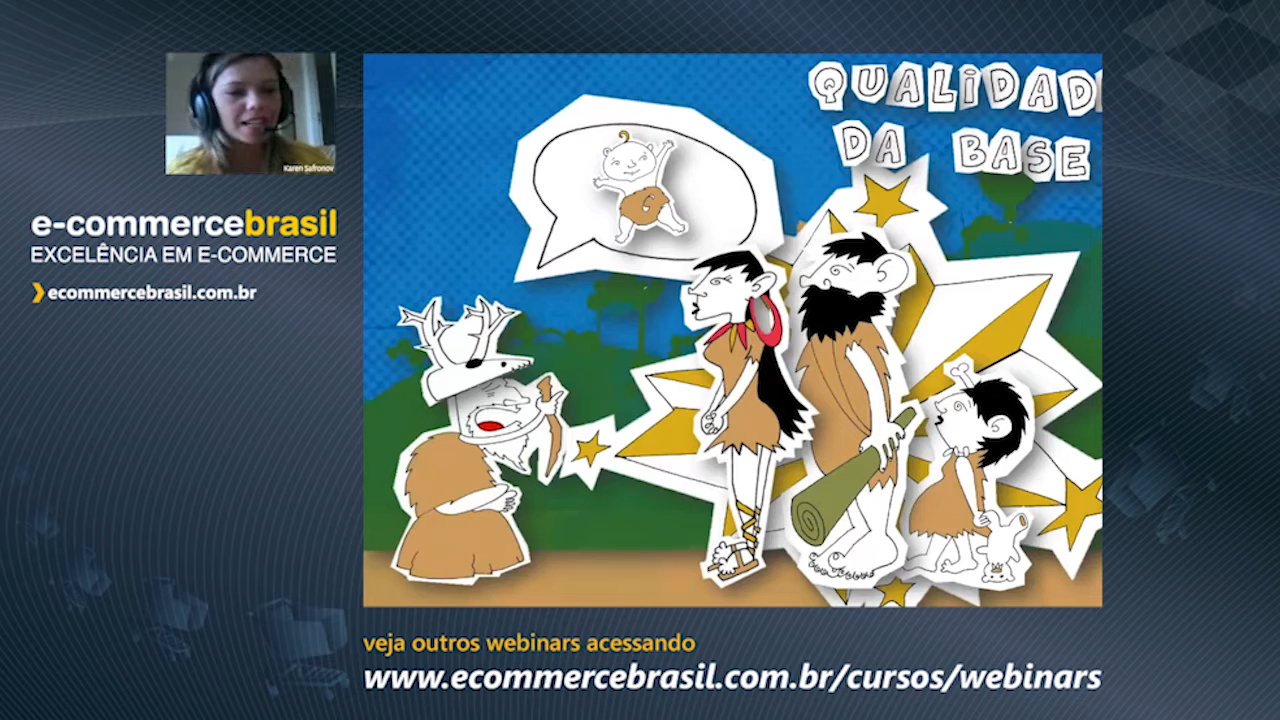 Karen Safronov
e-commercebrasil
EXCELÊNCIA EM E-COMMERCE
ecommercebrasil.com.br
QUALIDAD
DA BASE
veja outros webinars acessando
www.ecommercebrasil.com.br/cursos/webinars